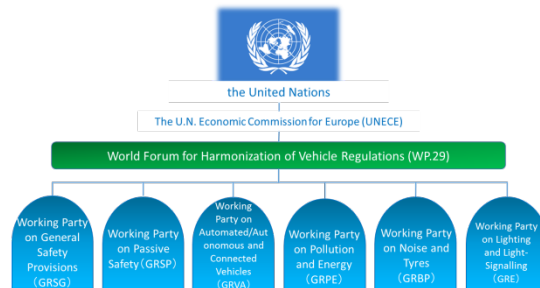 the United Nations
The U.N. Economic Commission for Europe (UNECE)
World Forum for Harmonization of Vehicle Regulations (WP.29)
Working Party
on General
Safety
Provisions
(GRSG)
Working Party
on Passive
Safety(GRSP)
Working
Party on
Automated/Aut
onomous and
Connected
Vehicles
(GRVA)
Working Party
on Pollution
and Energy
(GRPE)
Working Party
on Noise and
Tyres
(GRBP)
Working Party
on Lighting
and Light-
Signalling
(GRE)